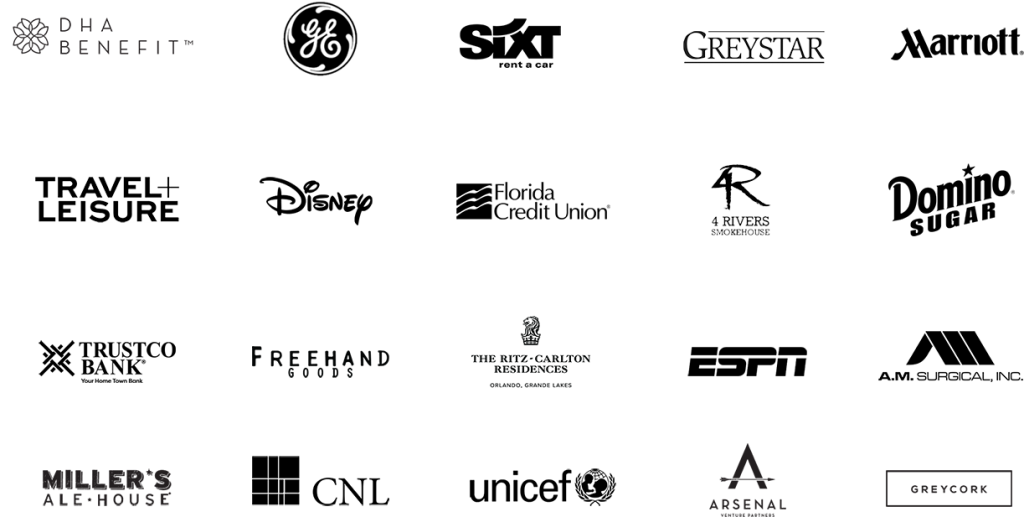 DHA
BENEFIT™
GE
SIXT
rent a car
GREYSTAR
Marriott®
TRAVEL+
LEISURE
Disney
Florida
Credit Union®
4R
4 RIVERS
SMOKEHOUSE
Domino®
SUGAR
TRUSTCO
BANK®
Your Home Town Bank
FREEHAND
GOODS
THE RITZ-CARLTON
RESIDENCES
ORLANDO, GRANDE LAKES
ESPN
A.M. SURGICAL, INC.
MILLER'S
ALE·HOUSE
CNL
unicef
ARSENAL
VENTURE PARTNERS
GREYCORK